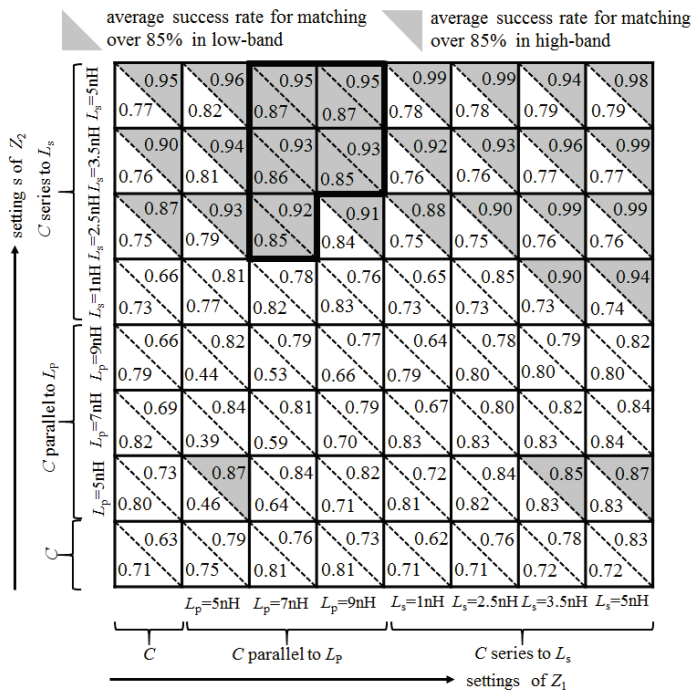 average success rate for matching
over 85% in low-band
average success rate for matching
over 85% in high-band
settings of Z2
C series to Ls
C parallel to LP
C
Ls=5nH
Ls=3.5nH
Ls=2.5nH
Ls=1nH
Lp=9nH
Lp=7nH
Lp=5nH
0.95 0.96 0.95 0.95 0.99 0.99 0.94 0.98
0.77 0.82 0.87 0.87 0.78 0.78 0.79 0.79
0.90 0.94 0.93 0.93 0.92 0.93 0.96 0.99
0.76 0.81 0.86 0.85 0.76 0.76 0.77 0.77
0.87 0.93 0.92 0.91 0.88 0.90 0.99 0.99
0.75 0.79 0.85 0.84 0.75 0.75 0.76 0.76
0.66 0.81 0.78 0.76 0.65 0.85 0.90 0.94
0.73 0.77 0.82 0.83 0.73 0.73 0.73 0.74
0.66 0.82 0.79 0.77 0.64 0.78 0.79 0.82
0.79 0.44 0.53 0.66 0.79 0.80 0.80 0.80
0.69 0.84 0.81 0.79 0.67 0.80 0.82 0.84
0.82 0.39 0.59 0.70 0.83 0.83 0.83 0.84
0.73 0.87 0.84 0.82 0.72 0.84 0.85 0.87
0.80 0.46 0.64 0.71 0.81 0.82 0.83 0.83
0.63 0.79 0.76 0.73 0.62 0.76 0.78 0.83
0.71 0.75 0.81 0.81 0.71 0.71 0.72 0.72
Lp=5nH Lp=7nH Lp=9nH Ls=1nH Ls=2.5nH Ls=3.5nH Ls=5nH
C C parallel to LP C series to Ls
settings of Z1